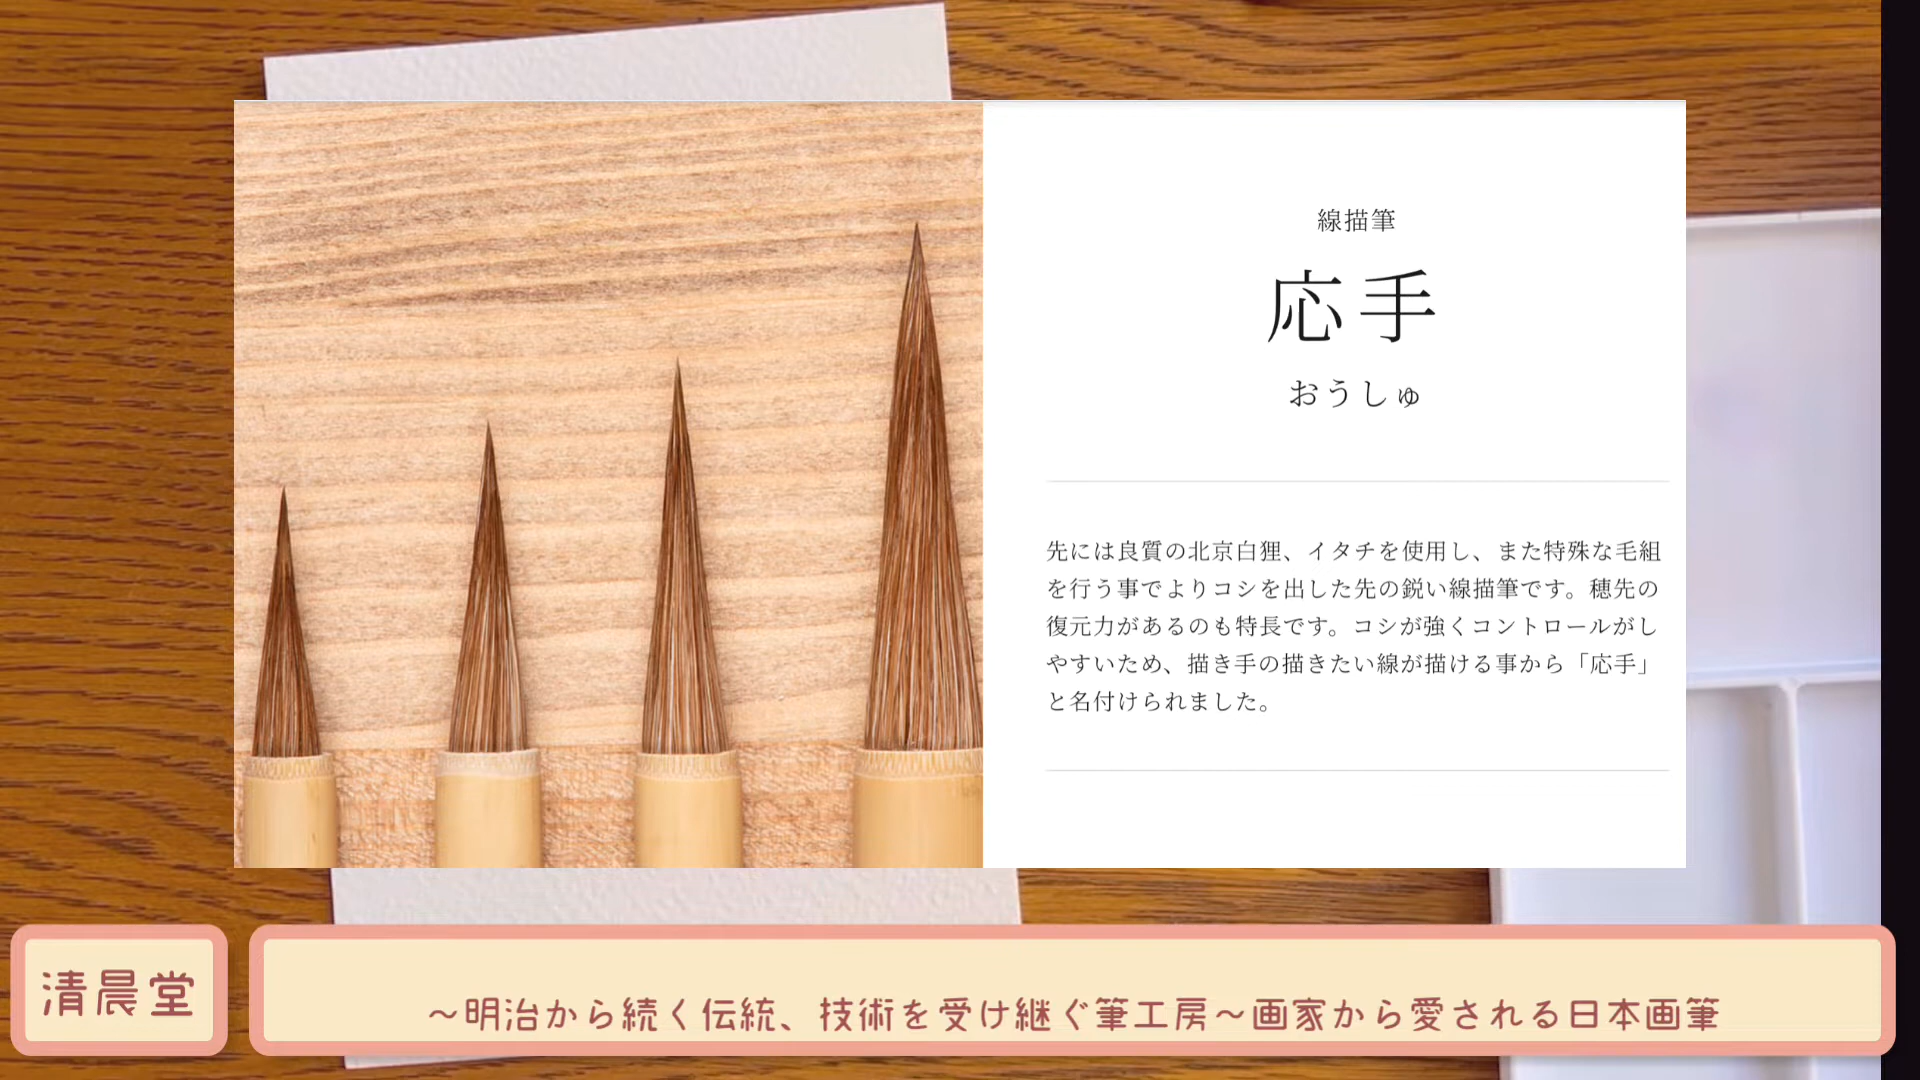 線描筆
応手
おうしゅ
先には良質の北京白狸、イタチを使用し、また特殊な毛組
を行う事でよりコシを出した先の鋭い線描筆です。穂先の
復元力があるのも特長です。コシが強くコントロールがし
やすいため、描き手の描きたい線が描ける事から「応手」
と名付けられました。
清晨堂
～明治から続く伝統、技術を受け継ぐ筆工房～画家から愛される日本画筆